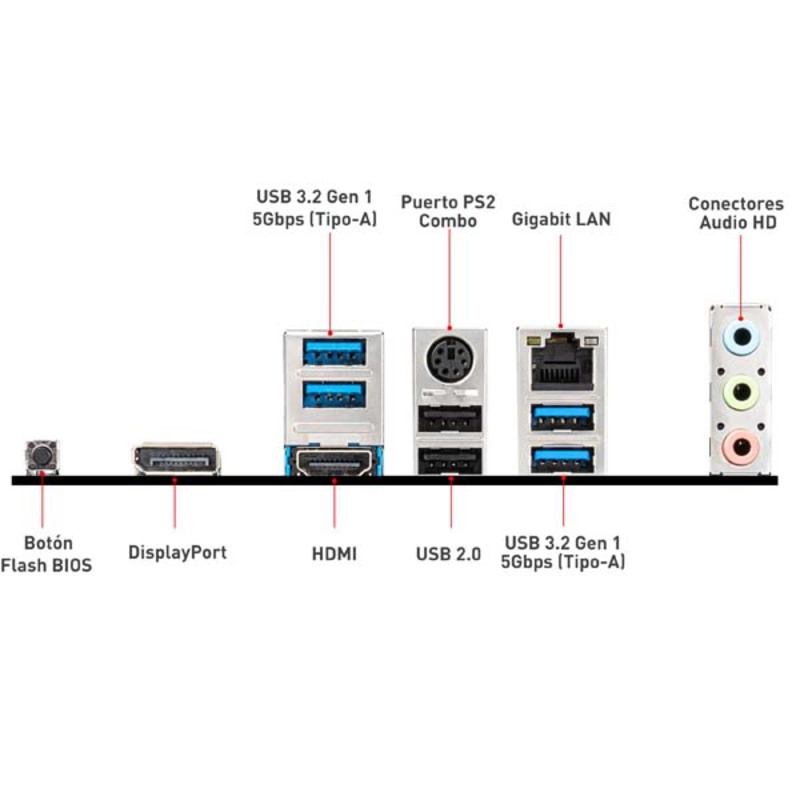 USB 3.2 Gen 1
5Gbps (Tipo-A)
Puerto PS2
Combo
Gigabit LAN
Conectores
Audio HD
Botón
Flash BIOS
DisplayPort
HDMI
USB 2.0
USB 3.2 Gen 1
5Gbps (Tipo-A)